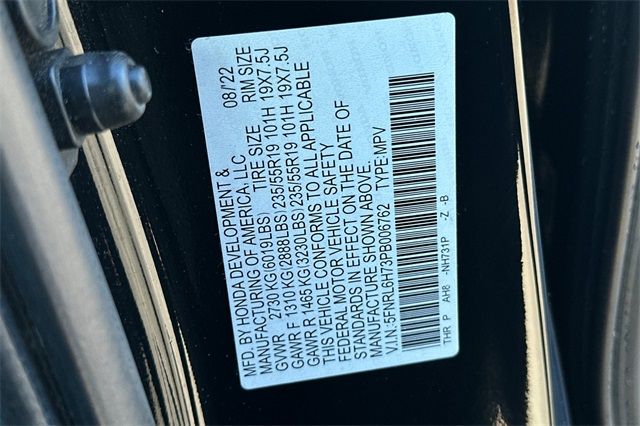 MFD. BY HONDA DEVELOPMENT & 08/22
MANUFACTURING OF AMERICA, LLC
TIRE SIZE RIM SIZE
GVWR 2730 KG(6019LBS)
GAWR F 1310 KG(2888LBS) 235/55R19 101H 19X7.5J
GAWR R 1465 KG(3230LBS) 235/55R19 101H 19X7.5J
THIS VEHICLE CONFORMS TO ALL APPLICABLE
FEDERAL MOTOR VEHICLE SAFETY
STANDARDS IN EFFECT ON THE DATE OF
MANUFACTURE SHOWN ABOVE.
V.I.N.: 5FNRL6H73PB006762 TYPE:MPV
THR P AH8 -NH731P -Z -B